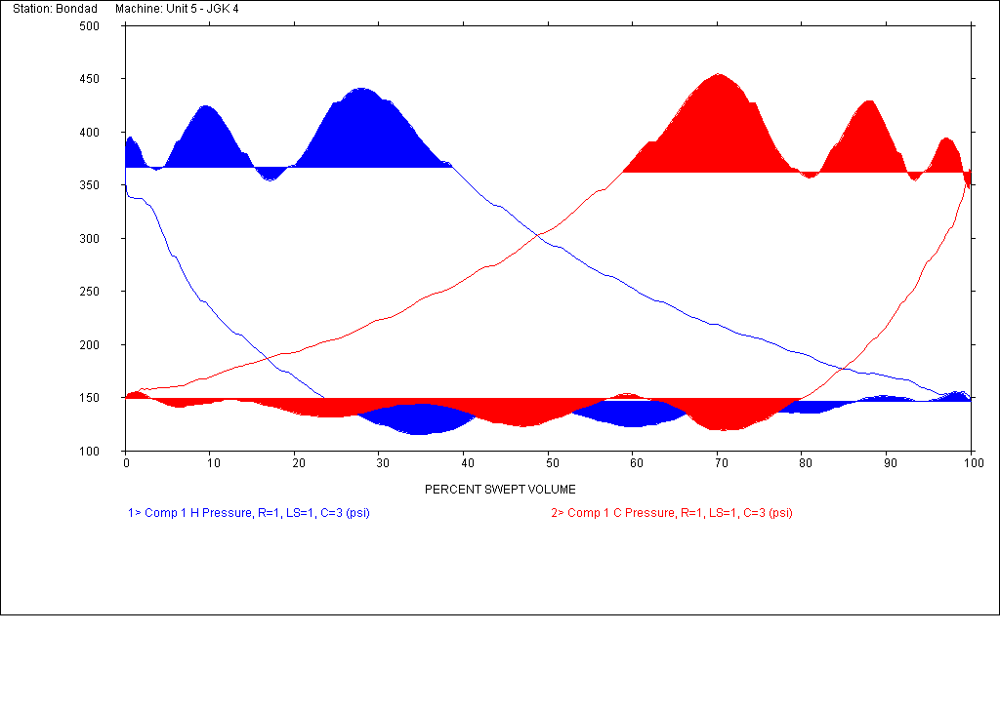 Station: Bondad Machine: Unit 5 - JGK 4
500
450
400
350
300
250
200
150
100
0 10 20 30 40 50 60 70 80 90 100
PERCENT SWEPT VOLUME
1> Comp 1 H Pressure, R=1, LS=1, C=3 (psi) 2> Comp 1 C Pressure, R=1, LS=1, C=3 (psi)